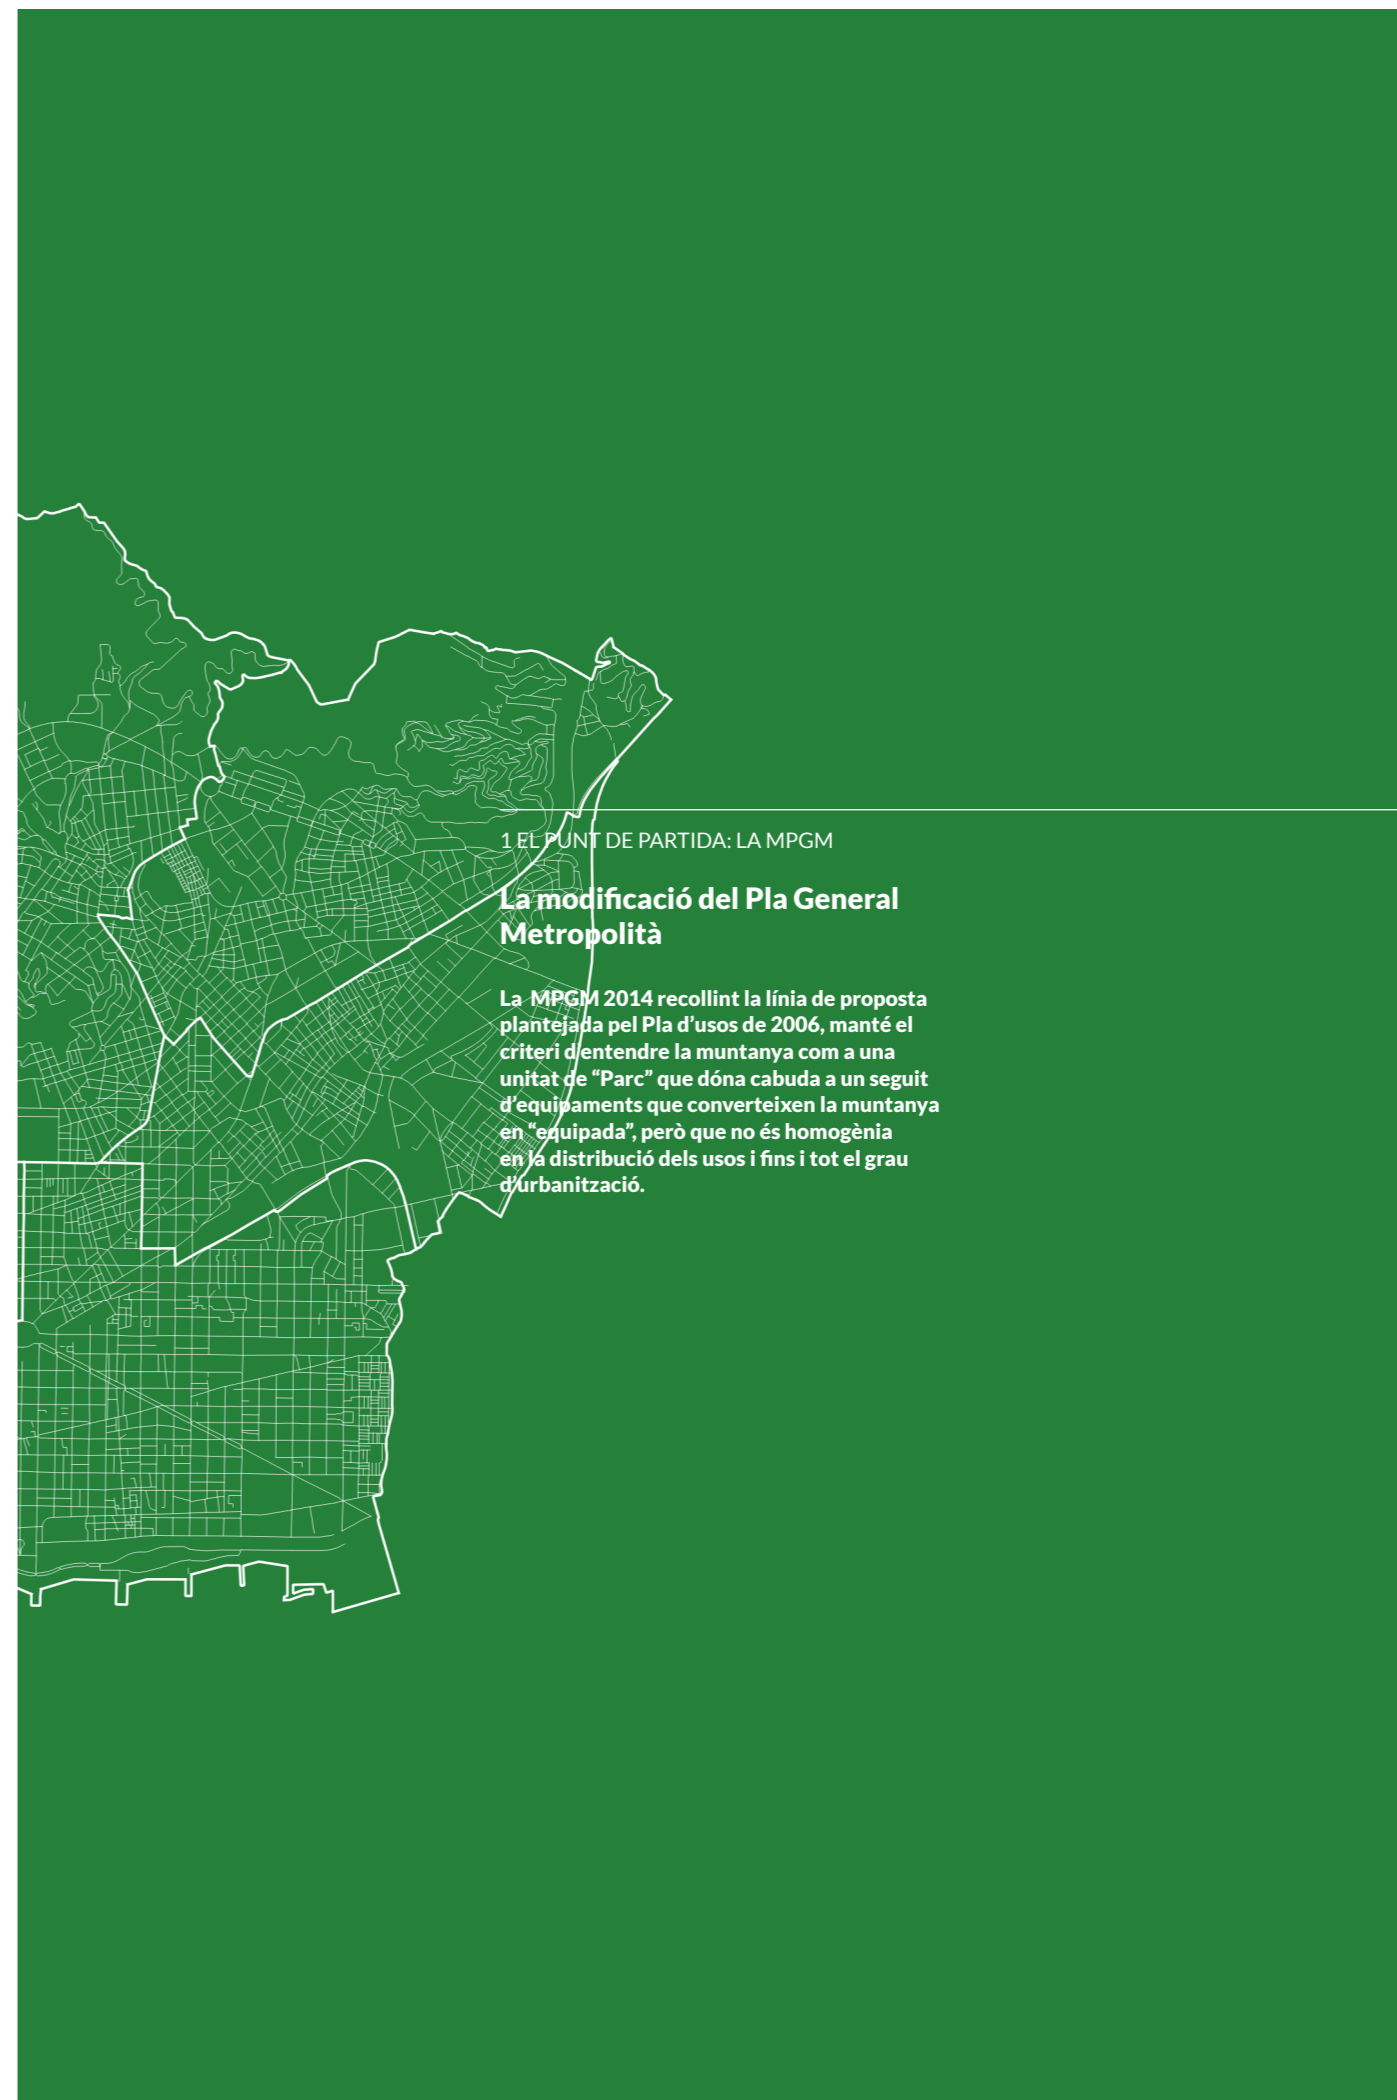 1 EL PUNT DE PARTIDA: LA MPGM
La modificació del Pla General
Metropolità
La  MPGM 2014 recollint la línia de proposta
plantejada pel Pla d’usos de 2006, manté el
criteri d’entendre la muntanya com a una
unitat de “Parc” que dóna cabuda a un seguit
d’equipaments que converteixen la muntanya
en “equipada”, però que no és homogènia
en la distribució dels usos i fins i tot el grau
d’urbanització.